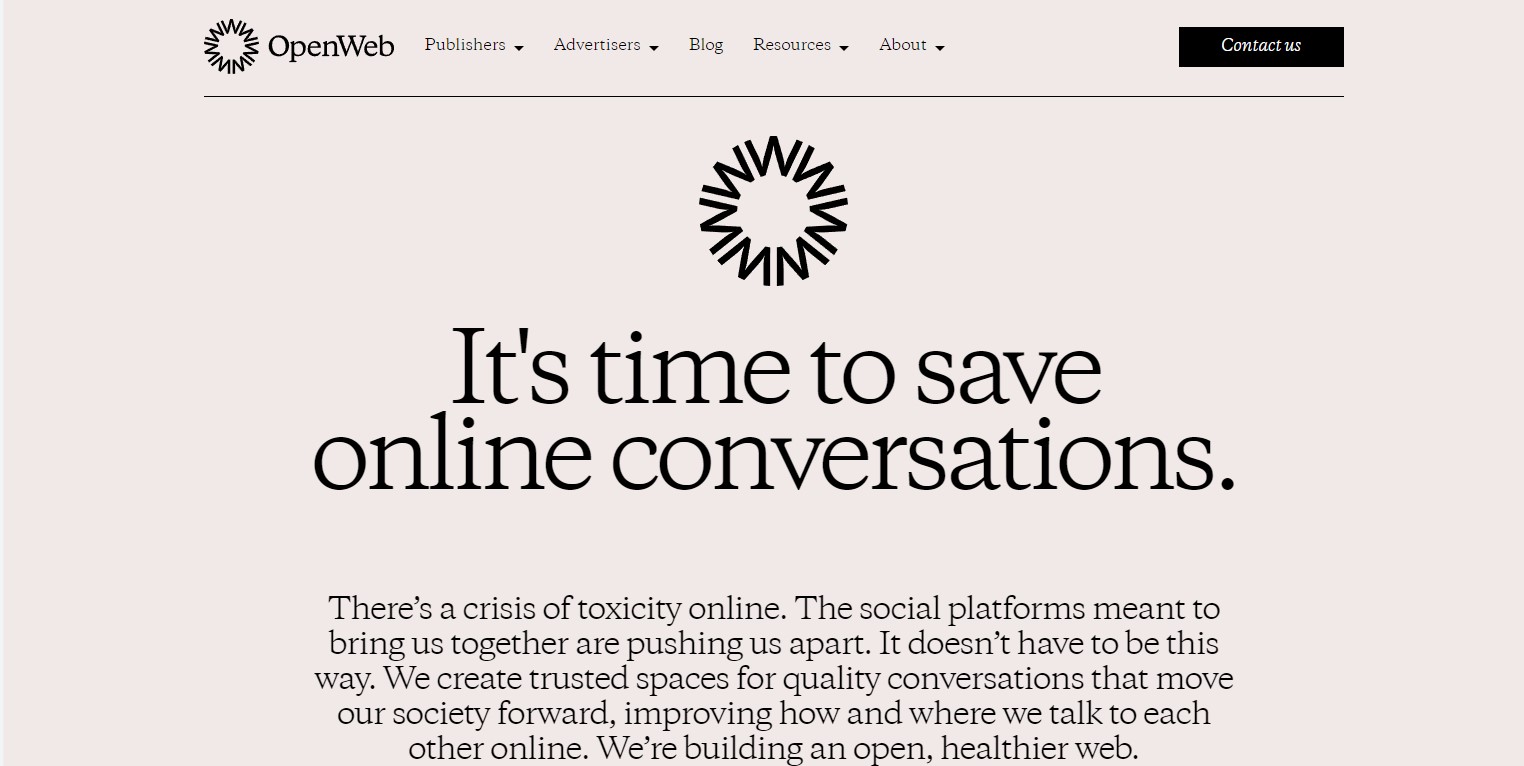 OpenWeb
Publishers
Advertisers
Blog
Resources
About
Contact us
It's time to save
online conversations.
There’s a crisis of toxicity online. The social platforms meant to
bring us together are pushing us apart. It doesn’t have to be this
way. We create trusted spaces for quality conversations that move
our society forward, improving how and where we talk to each
other online. We’re building an open, healthier web.